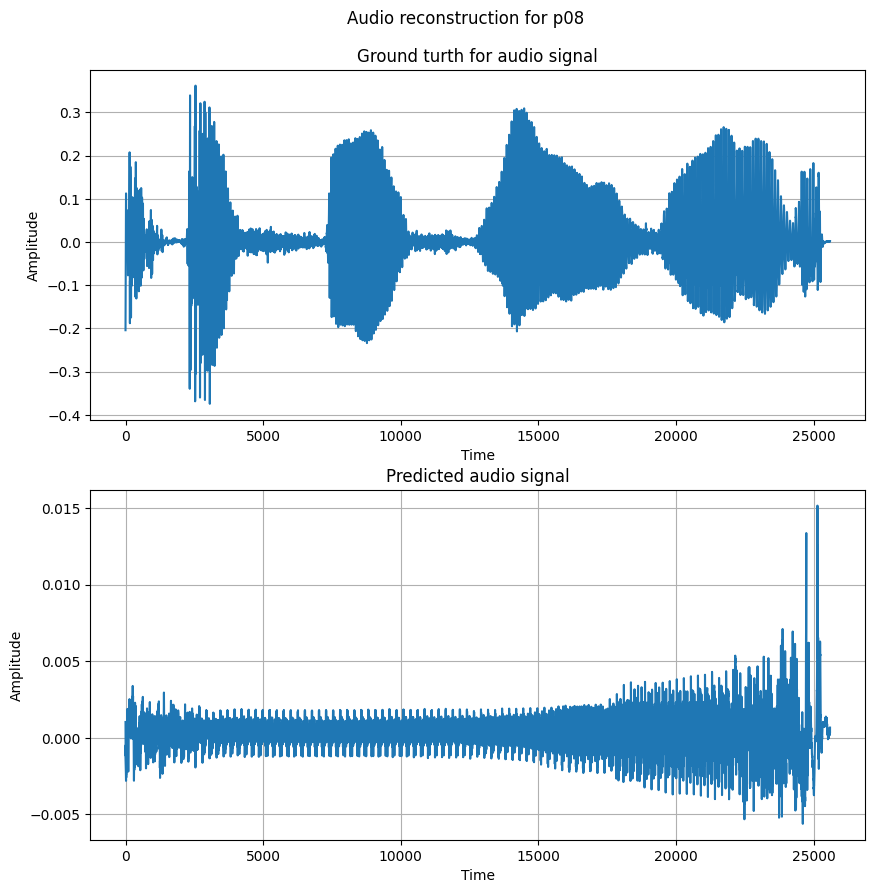 Audio reconstruction for p08
Ground turth for audio signal
0.3
0.2
0.1
0.0
−0.1
−0.2
−0.3
−0.4
Amplitude
0 5000 10000 15000 20000 25000
Time
Predicted audio signal
0.015
0.010
0.005
0.000
−0.005
Amplitude
0 5000 10000 15000 20000 25000
Time